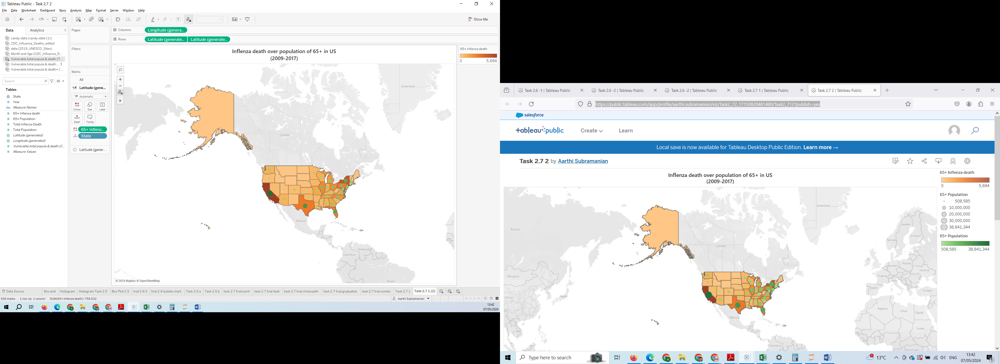 Tableau Public - Task 2.7 2
File Data Worksheet Dashboard Story Analysis Map Format Server Window Help
Show Me
Data Analytics
candy-data (candy-data (1))
CDC_Influenza_Deaths_edited
data (2019_UNESCO_Sites)
Month and Age (CDC_Influenza_D...
Vulnerable.total popula & death (T...
Vulnerable.total popula & death... !
Vulnerable.total popula & death+ (...
Search
Tables
State
Year
Abc Measure Names
65+ Inflenza death
65+ Population
Total Inflenza Death
Total Population
Latitude (generated)
Longitude (generated)
Vulnerable.total popula & death (C...
Measure Values
Pages
Filters
Marks
All
Latitude (gene...
Automatic
Colour Size Label
Detail Tooltip
65+ Inflenz..
State
Latitude (gener...
Columns Longitude (genera..
Rows Latitude (generate.. Latitude (generate..
Inflenza death over population of 65+ in US
(2009-2017)
65+ Inflenza death
0 5,694
Greenland
Canada
Mexico
Venezuela
Colombia
Brazil
© 2024 Mapbox © OpenStreetMap
Data Source Box plot Histogram Histogram Task 2.5 Box Plot 2.5 trial 2.6 S trial 2.6 bubble chart Task 2.6 a Task 2.6 b task 2.7 trial point task 2.7 trial heat task 2.7 trial cholorpeth task 2.7 trial graduated task 2.7 trial combo Task 2.7 1 Task 2.7 1 (2)
936 marks 1 row by 1 column SUM(65+ Inflenza death): 758,532
Aarthi Subramanian
13:42
07/05/2024
Task 2.6 -1 | Tableau Public Task 2.6 -2 | Tableau Public Task 2.6 -2 | Tableau Public Task 2.7 1 | Tableau Public Task 2.7 2 | Tableau Public
https://public.tableau.com/app/profile/aarthi.subramanian/viz/Task2_72_17150820481480/Task2_712?publish=yes
salesforce
tableau public Create Learn
Local save is now available for Tableau Desktop Public Edition. Learn more →
Task 2.7 2 by Aarthi Subramanian
Inflenza death over population of 65+ in US
(2009-2017)
65+ Inflenza death
0 5,694
65+ Population
508,585
10,000,000
20,000,000
30,000,000
38,841,344
65+ Population
508,585 38,841,344
Greenland
Russia
Sweden
Finland
Norway
Canada
Poland
Germany
Ukraine
Mongolia
France
Italy
Spain
Turkey
China
Japan
Algeria
Libya
Egypt
Mexico
Sudan
Colombia
Democratic
Type here to search
13°C
ENG
13:42
07/05/2024
1